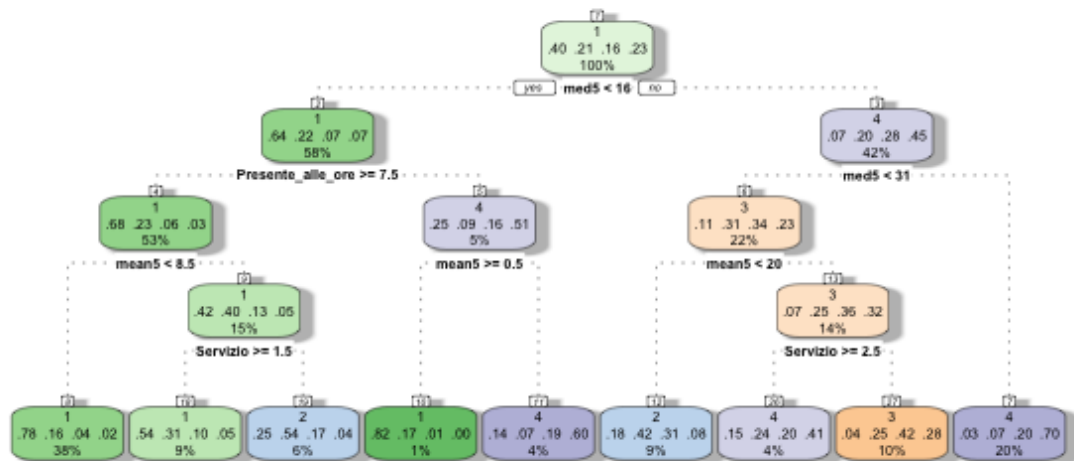 1
.40 .21 .16 .23
100%
yes med5 < 16 no
1
.64 .22 .07 .07
58%
Presente_alle_ore >= 7.5
4
.07 .20 .28 .45
42%
med5 < 31
1
.68 .23 .06 .03
53%
mean5 < 8.5
4
.25 .09 .16 .51
5%
mean5 >= 0.5
3
.11 .31 .34 .23
22%
mean5 < 20
1
.42 .40 .13 .05
15%
Servizio >= 1.5
3
.07 .25 .36 .32
14%
Servizio >= 2.5
1
.78 .16 .04 .02
38%
1
.54 .31 .10 .05
9%
2
.25 .54 .17 .04
6%
1
.82 .17 .01 .00
1%
4
.14 .07 .19 .60
4%
2
.18 .42 .31 .08
9%
4
.15 .24 .20 .41
4%
3
.04 .25 .42 .28
10%
4
.03 .07 .20 .70
20%